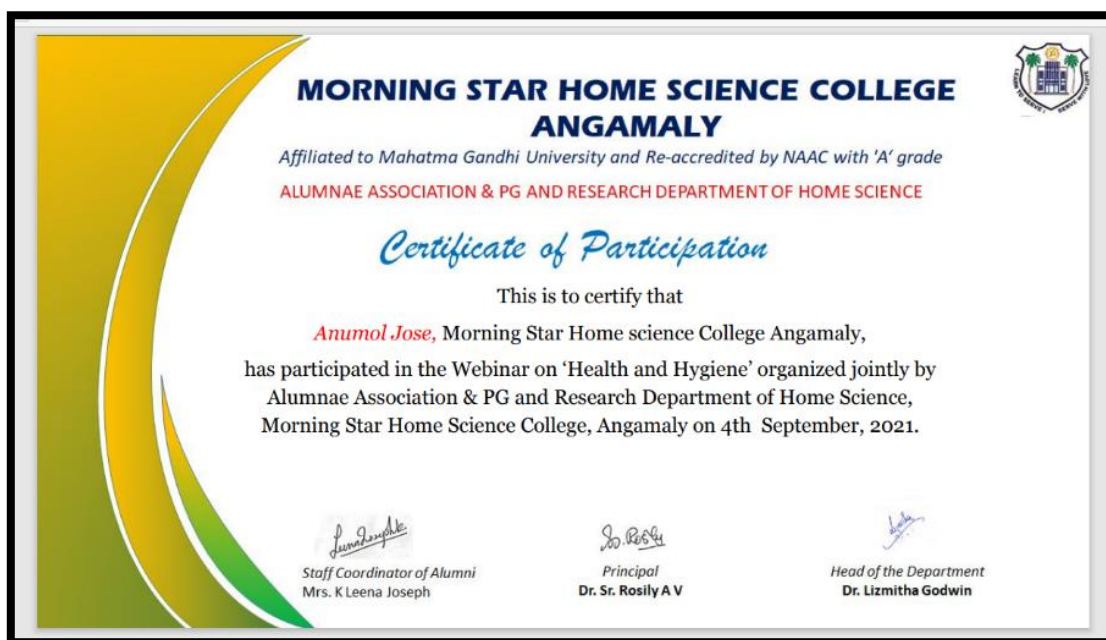 MORNING STAR HOME SCIENCE COLLEGE
ANGAMALY
Affiliated to Mahatma Gandhi University and Re-accredited by NAAC with 'A' grade
ALUMNAE ASSOCIATION & PG AND RESEARCH DEPARTMENT OF HOME SCIENCE
Certificate of Participation
This is to certify that
Anumol Jose, Morning Star Home science College Angamaly,
has participated in the Webinar on ‘Health and Hygiene’ organized jointly by
Alumnae Association & PG and Research Department of Home Science,
Morning Star Home Science College, Angamaly on 4th September, 2021.
Sr. Rosily
Staff Coordinator of Alumni
Mrs. K Leena Joseph
Principal
Dr. Sr. Rosily A V
Head of the Department
Dr. Lizmitha Godwin